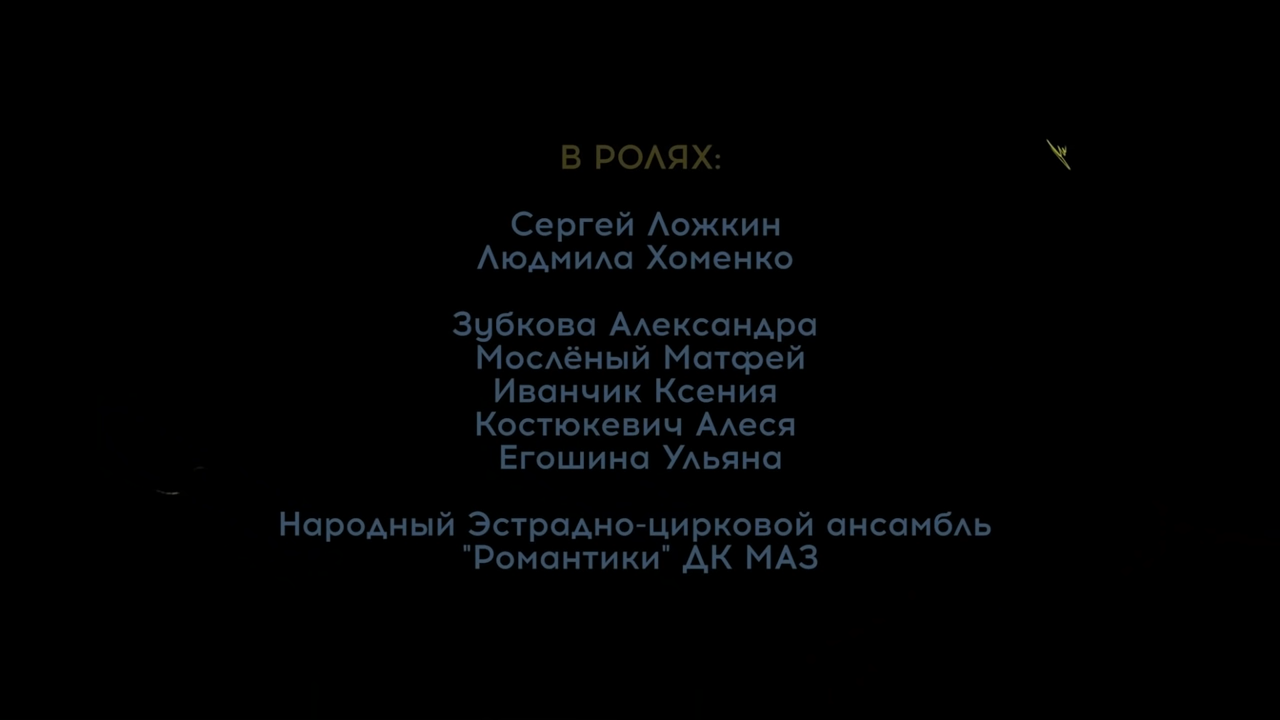 В РОЛЯХ:
Сергей Ложкин
Людмила Хоменко
Зубкова Александра
Мослёный Матфей
Иванчик Ксения
Костюкевич Алеся
Егошина Ульяна
Народный Эстрадно-цирковой ансамбль
"Романтики" ДК МАЗ